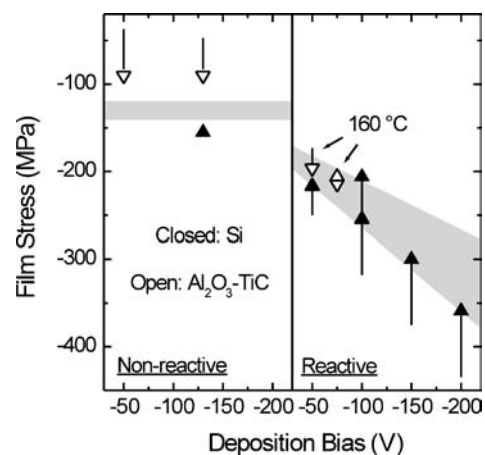 Film Stress (MPa)
-100
-200
-300
-400
160 °C
Closed: Si
Open: Al₂O₃-TiC
Non-reactive
Reactive
-50 -100 -150 -200 -50 -100 -150 -200
Deposition Bias (V)